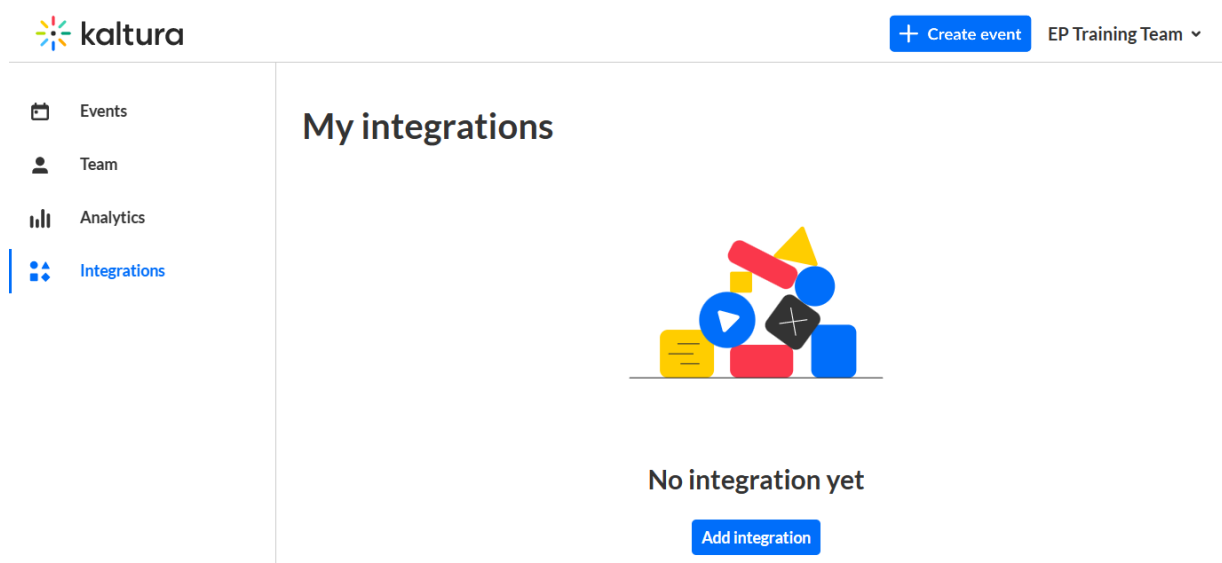 kaltura
Create event
EP Training Team
Events
Team
Analytics
Integrations
My integrations
No integration yet
Add integration